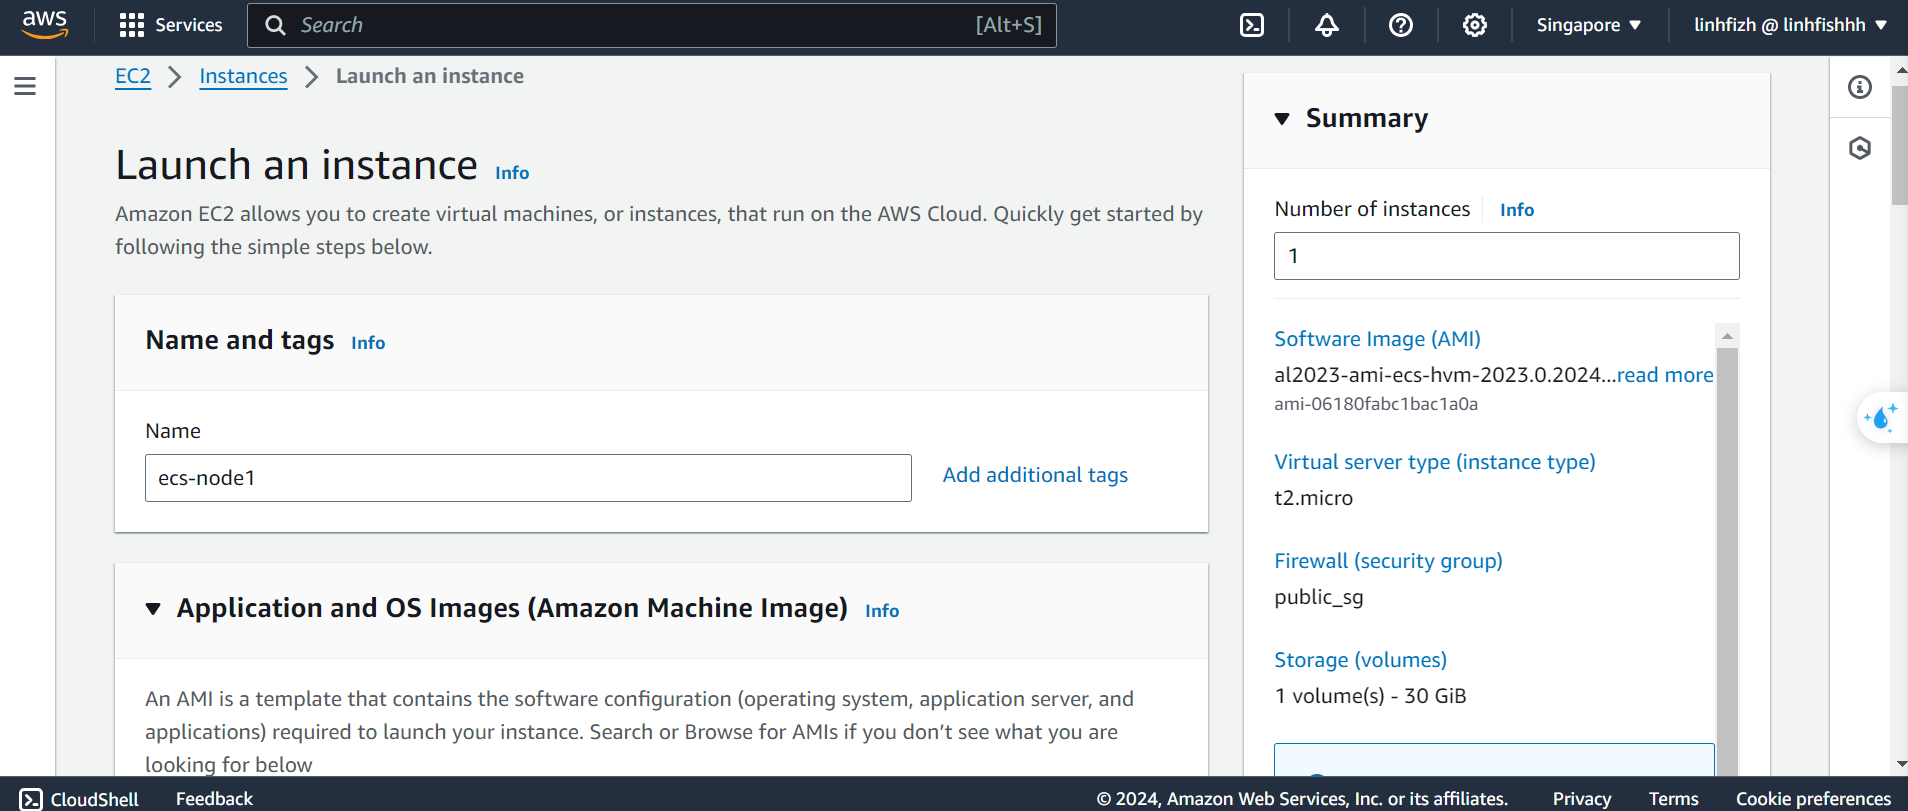 aws
Services
Search
[Alt+S]
Singapore
linhfizh @ linhfishhh
EC2
Instances
Launch an instance
Launch an instance Info
Amazon EC2 allows you to create virtual machines, or instances, that run on the AWS Cloud. Quickly get started by
following the simple steps below.
Name and tags Info
Name
ecs-node1
Add additional tags
Application and OS Images (Amazon Machine Image) Info
An AMI is a template that contains the software configuration (operating system, application server, and
applications) required to launch your instance. Search or Browse for AMIs if you don't see what you are
looking for below
Summary
Number of instances Info
1
Software Image (AMI)
al2023-ami-ecs-hvm-2023.0.2024...read more
ami-06180fabc1bac1a0a
Virtual server type (instance type)
t2.micro
Firewall (security group)
public_sg
Storage (volumes)
1 volume(s) - 30 GiB
CloudShell
Feedback
© 2024, Amazon Web Services, Inc. or its affiliates.
Privacy
Terms
Cookie preferences